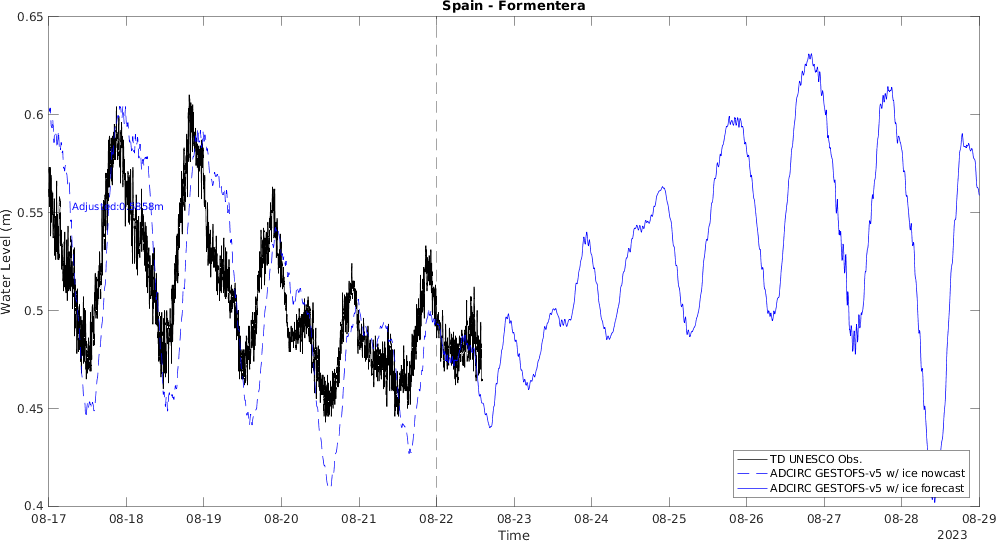 Spain - Formentera
0.65
0.6
0.55
0.5
0.45
0.4
Water Level (m)
TD UNESCO Obs.
ADCIRC GESTOFS-v5 w/ ice nowcast
ADCIRC GESTOFS-v5 w/ ice forecast
08-17 08-18 08-19 08-20 08-21 08-22 08-23 08-24 08-25 08-26 08-27 08-28 08-29
Time
2023